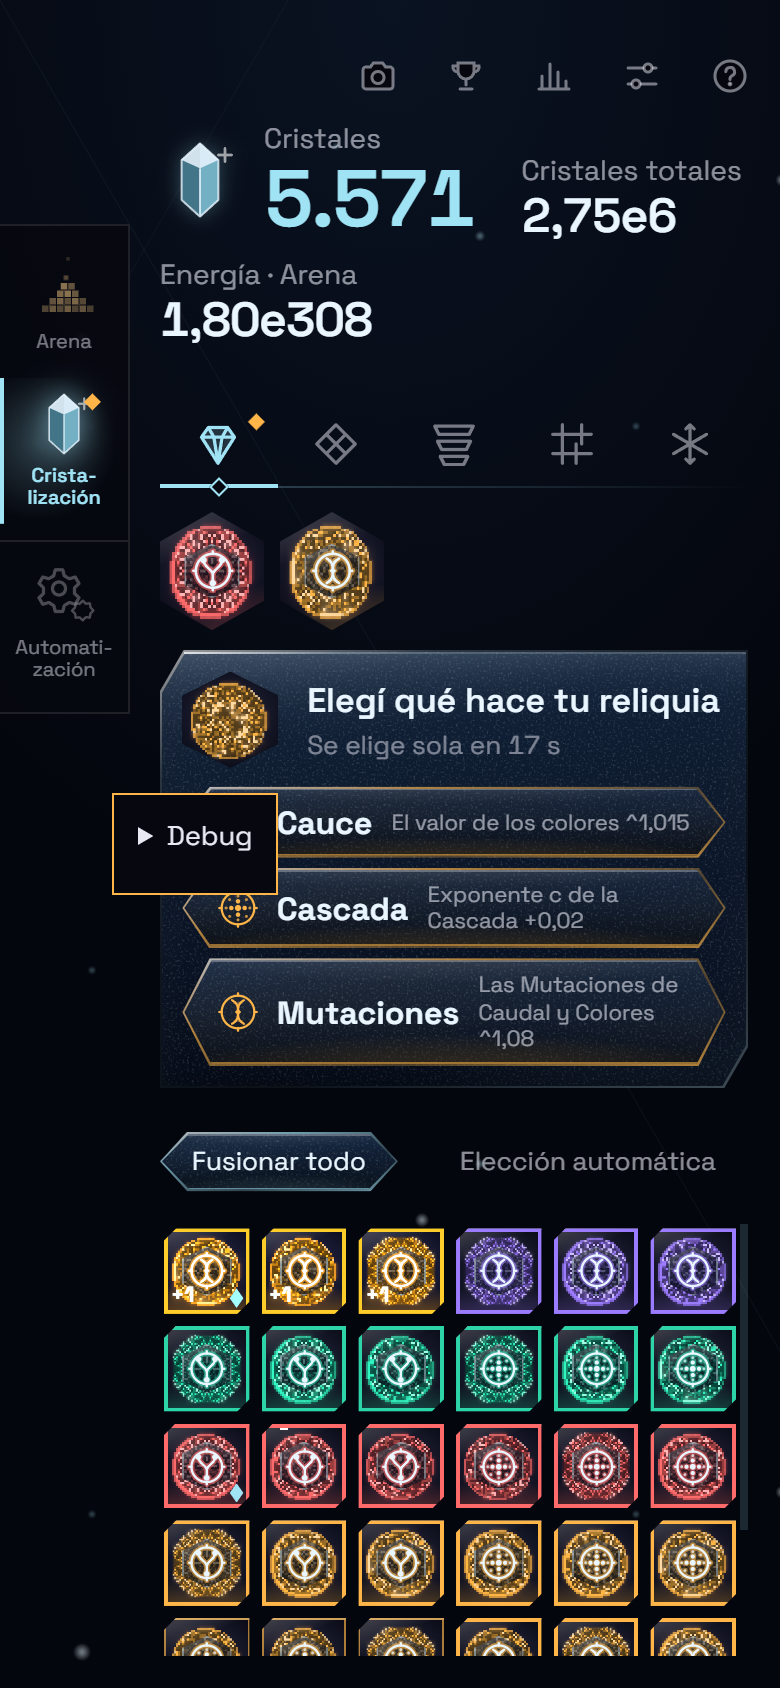 Cristales
5.571
Cristales totales
2,75e6
Energía · Arena
1,80e308
Arena
Crista-
lización
Automati-
zación
Elegí qué hace tu reliquia
Se elige sola en 17 s
Debug
Cauce El valor de los colores ^1,015
Cascada Exponente c de la
Cascada +0,02
Mutaciones Las Mutaciones de
Caudal y Colores
^1,08
Fusionar todo Elección automática
+1 +1 +1